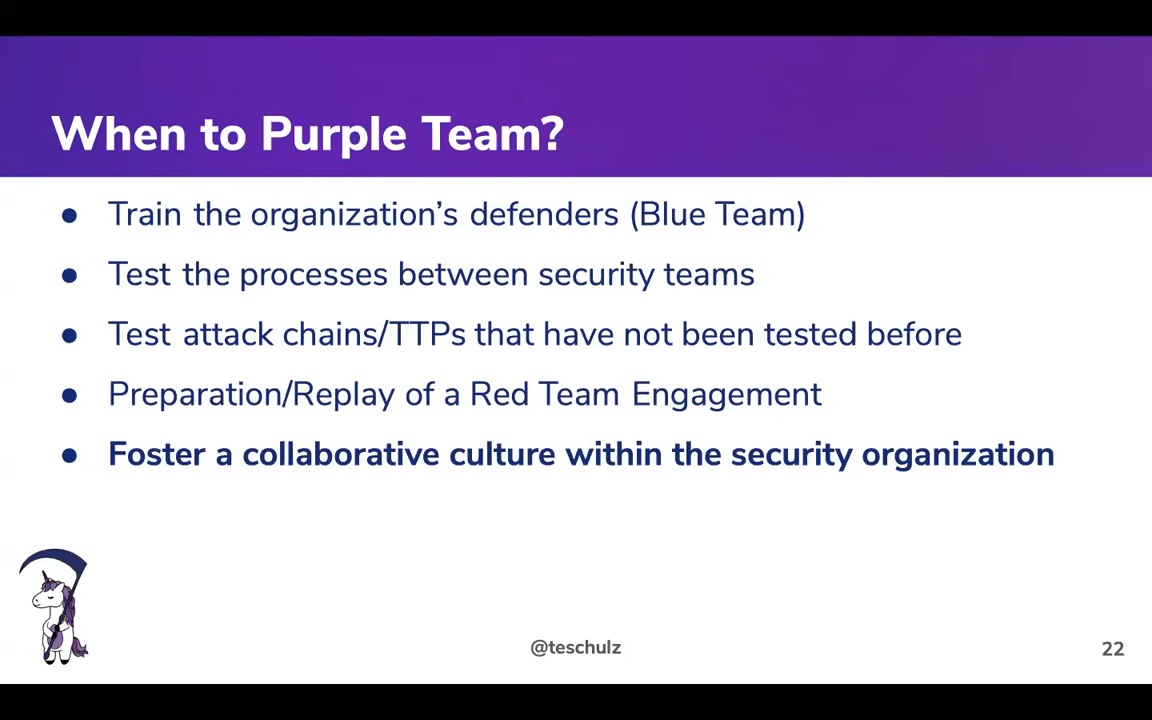 When to Purple Team?
● Train the organization’s defenders (Blue Team)
● Test the processes between security teams
● Test attack chains/TTPs that have not been tested before
● Preparation/Replay of a Red Team Engagement
● Foster a collaborative culture within the security organization
@teschulz
22